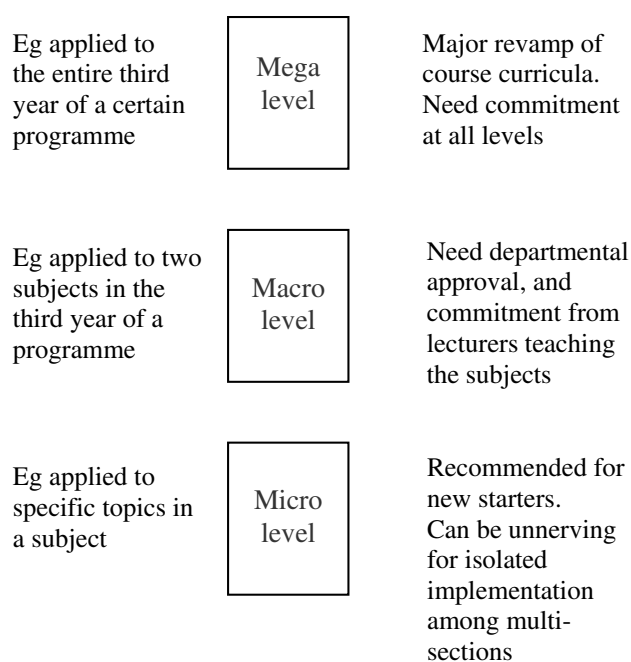 Eg applied to
the entire third
year of a certain
programme
Mega
level
Major revamp of
course curricula.
Need commitment
at all levels
Eg applied to two
subjects in the
third year of a
programme
Macro
level
Need departmental
approval, and
commitment from
lecturers teaching
the subjects
Eg applied to
specific topics in
a subject
Micro
level
Recommended for
new starters.
Can be unnerving
for isolated
implementation
among multi-
sections